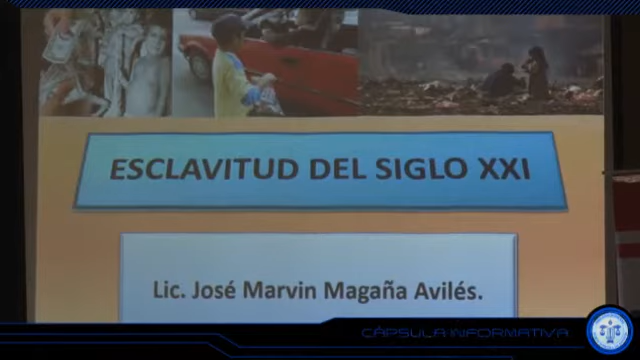 ESCLAVITUD DEL SIGLO XXI
Lic. José Marvin Magaña Avilés.
CÁPSULA INFORMATIVA